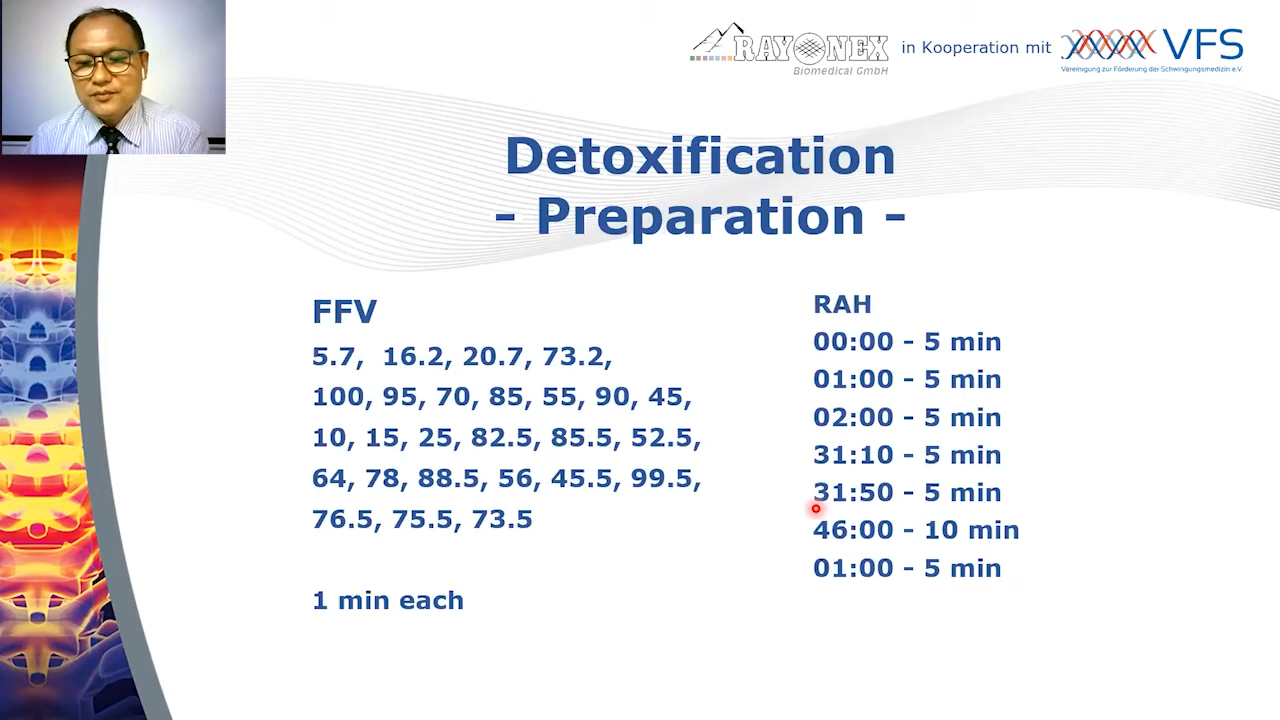 RAYONEX
Biomedical GmbH
in Kooperation mit
VFS
Vereinigung zur Förderung der Schwingungsmedizin e.V.
Detoxification
- Preparation -
FFV
5.7, 16.2, 20.7, 73.2,
100, 95, 70, 85, 55, 90, 45,
10, 15, 25, 82.5, 85.5, 52.5,
64, 78, 88.5, 56, 45.5, 99.5,
76.5, 75.5, 73.5
1 min each
RAH
00:00 - 5 min
01:00 - 5 min
02:00 - 5 min
31:10 - 5 min
31:50 - 5 min
46:00 - 10 min
01:00 - 5 min